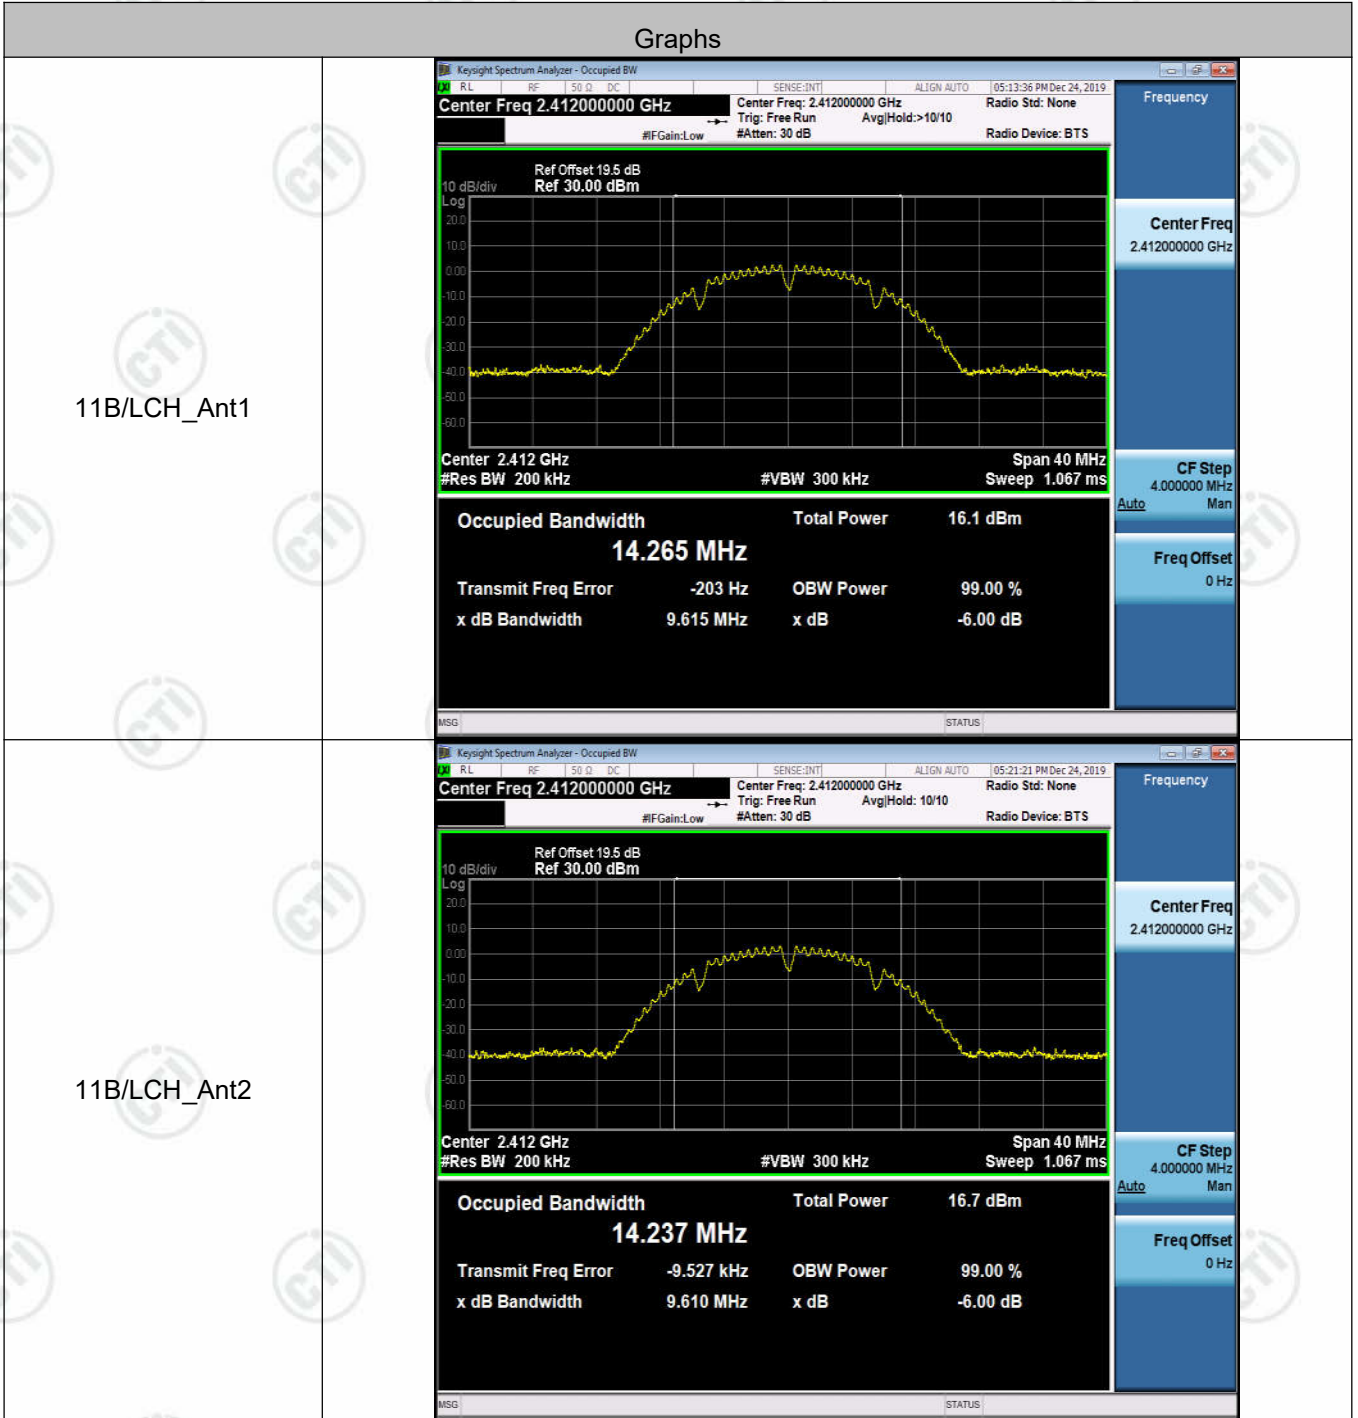 Graphs
11B/LCH_Ant1
Keysight Spectrum Analyzer - Occupied BW
RL RF 50 Ω DC SENSE:INT ALIGN AUTO 05:13:36 PM Dec 24, 2019
Center Freq 2.412000000 GHz
Center Freq: 2.412000000 GHz
Radio Std: None
Trig: Free Run Avg|Hold:>10/10
#IFGain:Low #Atten: 30 dB Radio Device: BTS
Ref Offset 19.5 dB
10 dB/div Ref 30.00 dBm
Log
20.0
10.0
0.00
-10.0
-20.0
-30.0
-40.0
-50.0
-60.0
Center 2.412 GHz Span 40 MHz
#Res BW 200 kHz #VBW 300 kHz Sweep 1.067 ms
Occupied Bandwidth Total Power 16.1 dBm
14.265 MHz
Transmit Freq Error -203 Hz OBW Power 99.00 %
x dB Bandwidth 9.615 MHz x dB -6.00 dB
MSG STATUS
Frequency
Center Freq
2.412000000 GHz
CF Step
4.000000 MHz
Auto Man
Freq Offset
0 Hz
11B/LCH_Ant2
Keysight Spectrum Analyzer - Occupied BW
RL RF 50 Ω DC SENSE:INT ALIGN AUTO 05:21:21 PM Dec 24, 2019
Center Freq 2.412000000 GHz
Center Freq: 2.412000000 GHz
Radio Std: None
Trig: Free Run Avg|Hold: 10/10
#IFGain:Low #Atten: 30 dB Radio Device: BTS
Ref Offset 19.5 dB
10 dB/div Ref 30.00 dBm
Log
20.0
10.0
0.00
-10.0
-20.0
-30.0
-40.0
-50.0
-60.0
Center 2.412 GHz Span 40 MHz
#Res BW 200 kHz #VBW 300 kHz Sweep 1.067 ms
Occupied Bandwidth Total Power 16.7 dBm
14.237 MHz
Transmit Freq Error -9.527 kHz OBW Power 99.00 %
x dB Bandwidth 9.610 MHz x dB -6.00 dB
MSG STATUS
Frequency
Center Freq
2.412000000 GHz
CF Step
4.000000 MHz
Auto Man
Freq Offset
0 Hz